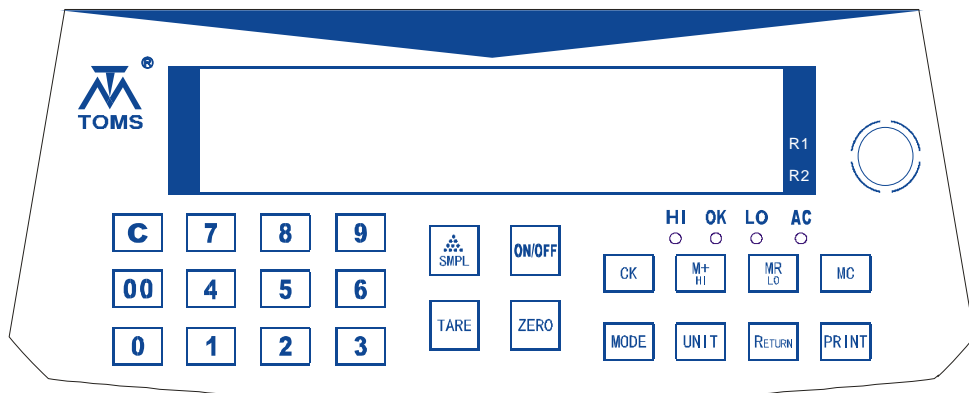 ®
TOMS
R1
R2
HI OK LO AC
C 7 8 9
SMPL
ON/OFF
CK
M+
HI
MR
LO
MC
00 4 5 6
TARE
ZERO
MODE
UNIT
RETURN
PRINT
0 1 2 3